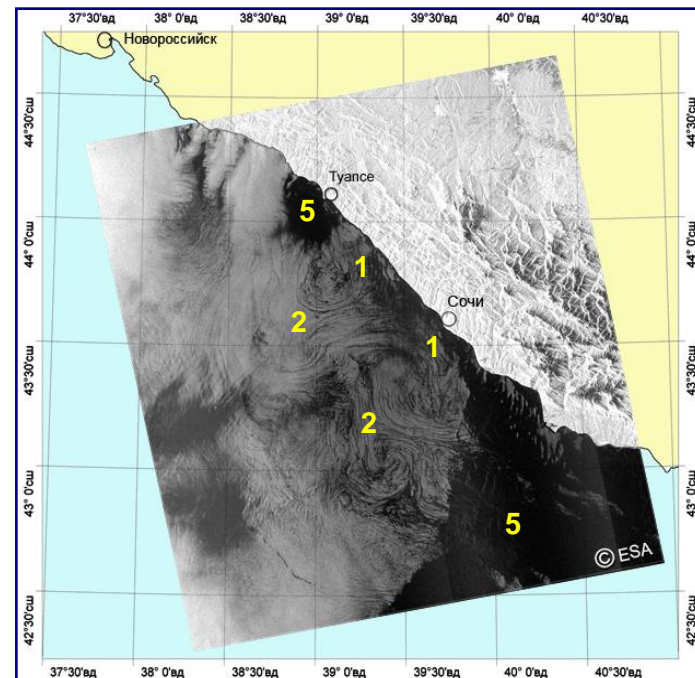 37°30'вд 38° 0'вд 38°30'вд 39° 0'вд 39°30'вд 40° 0'вд 40°30'вд
Новороссийск
44°30'сш 44°30'сш
Туапсе
5
44° 0'сш 44° 0'сш
1
Сочи
2
1
43°30'сш 43°30'сш
2
43° 0'сш 43° 0'сш
5
© ESA
42°30'сш 42°30'сш
37°30'вд 38° 0'вд 38°30'вд 39° 0'вд 39°30'вд 40° 0'вд 40°30'вд